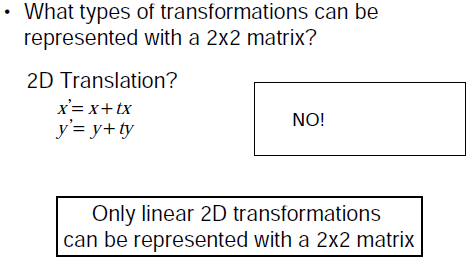 • What types of transformations can be
represented with a 2x2 matrix?
2D Translation?
x'= x+ tx
y'= y+ ty
NO!
Only linear 2D transformations
can be represented with a 2x2 matrix